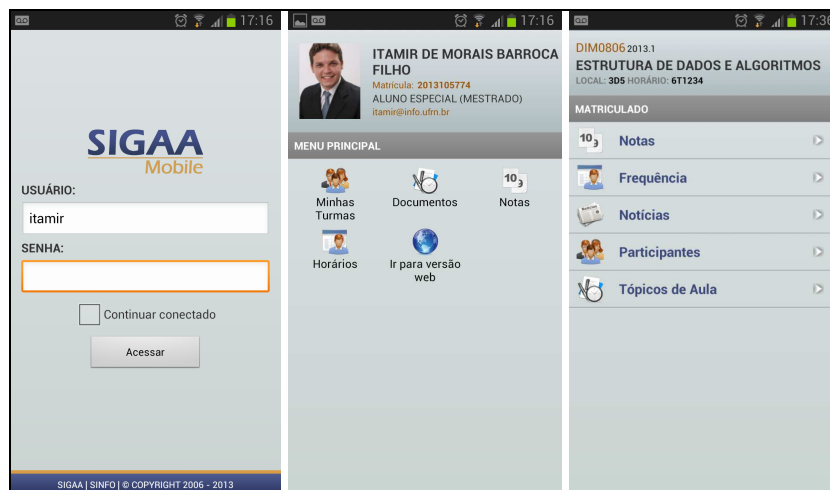 17:16
SIGAA
Mobile
USUÁRIO:
itamir
SENHA:
Continuar conectado
Acessar
SIGAA | SINFO | © COPYRIGHT 2006 - 2013
17:16
ITAMIR DE MORAIS BARROCA
FILHO
Matrícula: 2013105774
ALUNO ESPECIAL (MESTRADO)
itamir@info.ufrn.br
MENU PRINCIPAL
Minhas
Turmas
Documentos
Notas
Horários
Ir para versão
web
17:36
DIM0806 2013.1
ESTRUTURA DE DADOS E ALGORITMOS
LOCAL: 3D5 HORÁRIO: 6T1234
MATRICULADO
Notas
Frequência
Notícias
Participantes
Tópicos de Aula